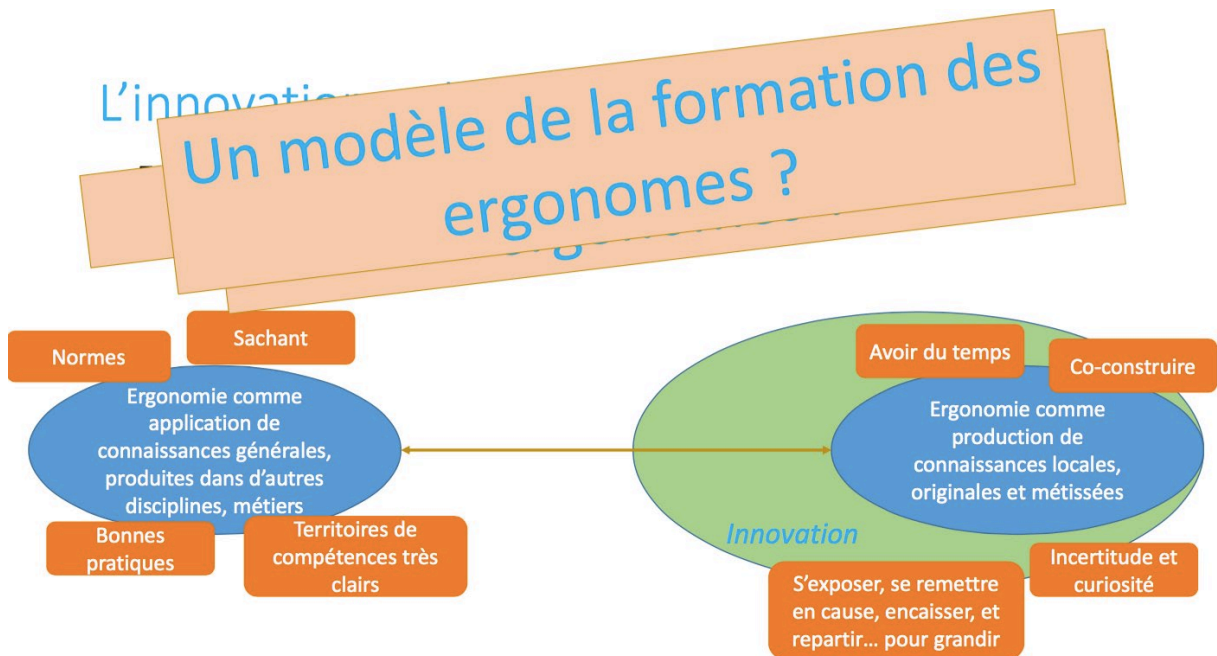 L'innovation
Un modèle de la formation des
ergonomes ?
Normes
Sachant
Ergonomie comme
application de
connaissances générales,
produites dans d'autres
disciplines, métiers
Bonnes
pratiques
Territoires de
compétences très
clairs
Avoir du temps
Co-construire
Ergonomie comme
production de
connaissances locales,
originales et métissées
Innovation
Incertitude et
curiosité
S'exposer, se remettre
en cause, encaisser, et
repartir… pour grandir